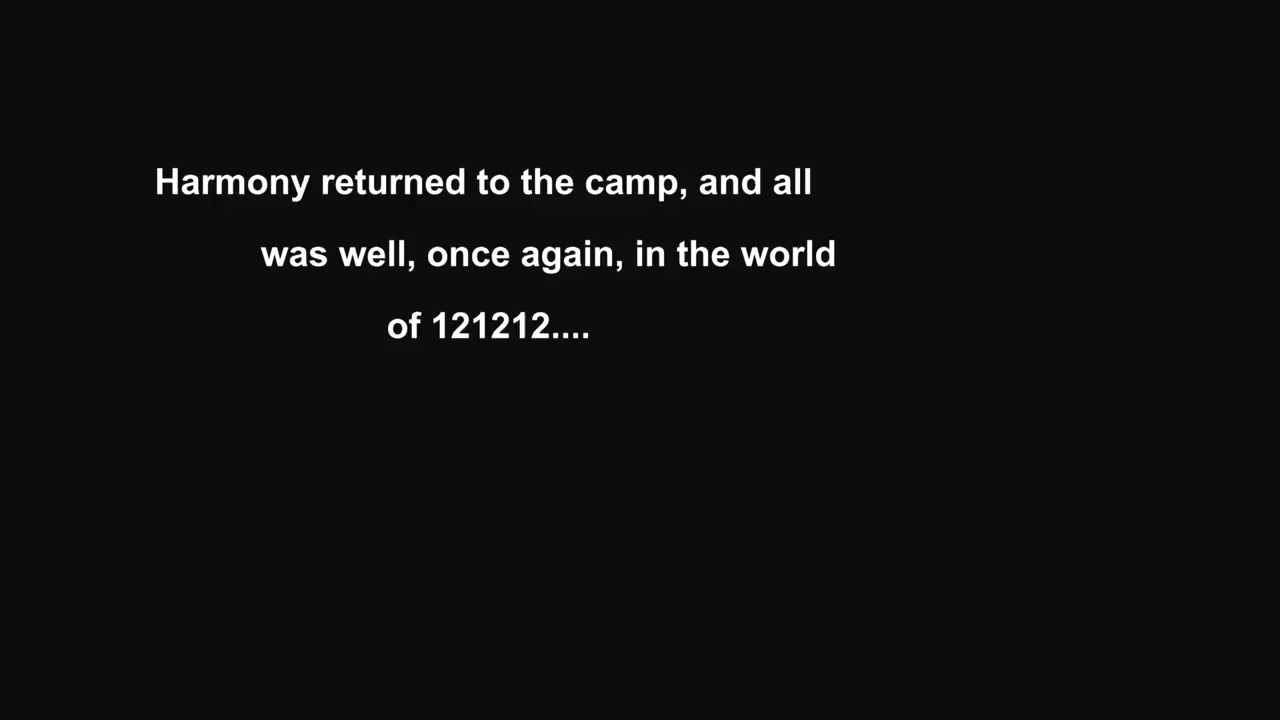 Harmony returned to the camp, and all
was well, once again, in the world
of 121212....